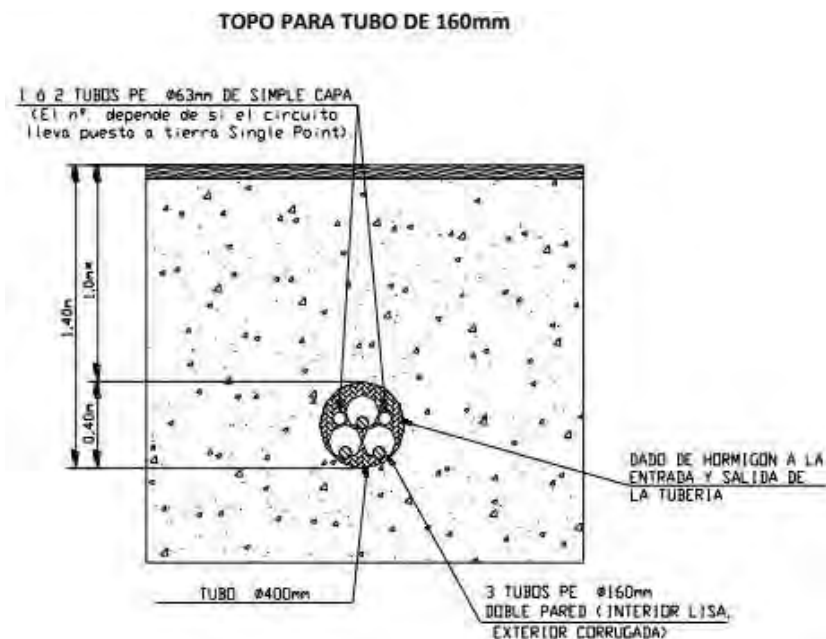 TOPO PARA TUBO DE 160mm
1 ó 2 TUBOS PE Ø63mm DE SIMPLE CAPA
(El nº. depende de si el circuito
lleva puesta a tierra Single Point).
1.40m
1.0m*
0.40m
DADO DE HORMIGON A LA
ENTRADA Y SALIDA DE
LA TUBERIA
TUBO Ø400mm
3 TUBOS PE Ø160mm
DOBLE PARED (INTERIOR LISA,
EXTERIOR CORRUGADA)